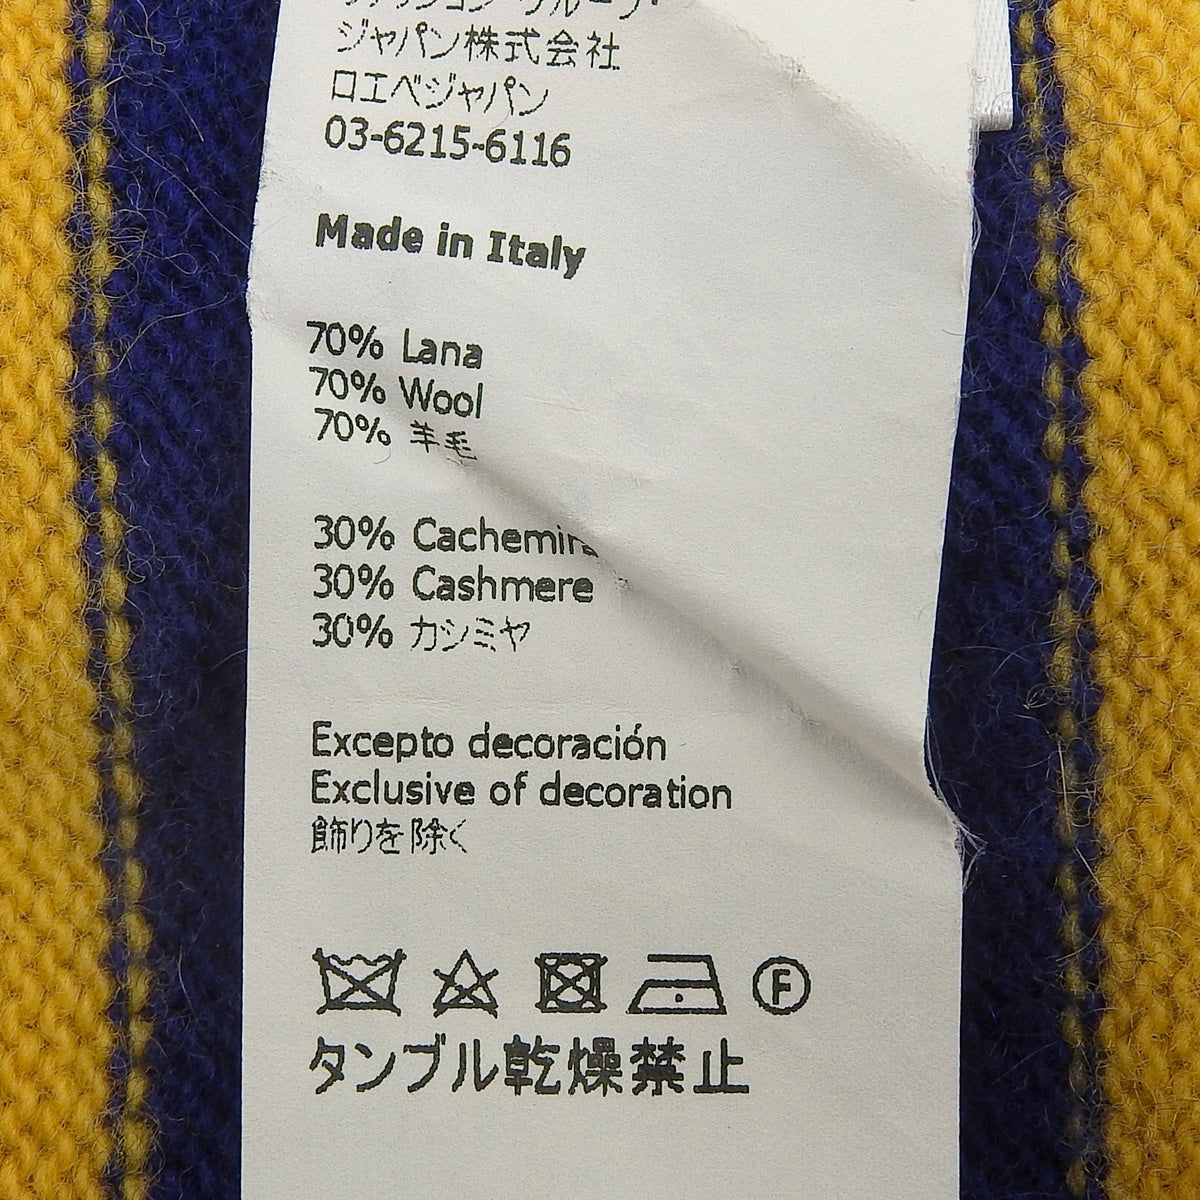 ジャパン株式会社
ロエベジャパン
03-6215-6116
Made in Italy
70% Lana
70% Wool
70% 羊毛
30% Cachemira
30% Cashmere
30% カシミヤ
Excepto decoración
Exclusive of decoration
飾りを除く
F
タンブル乾燥禁止